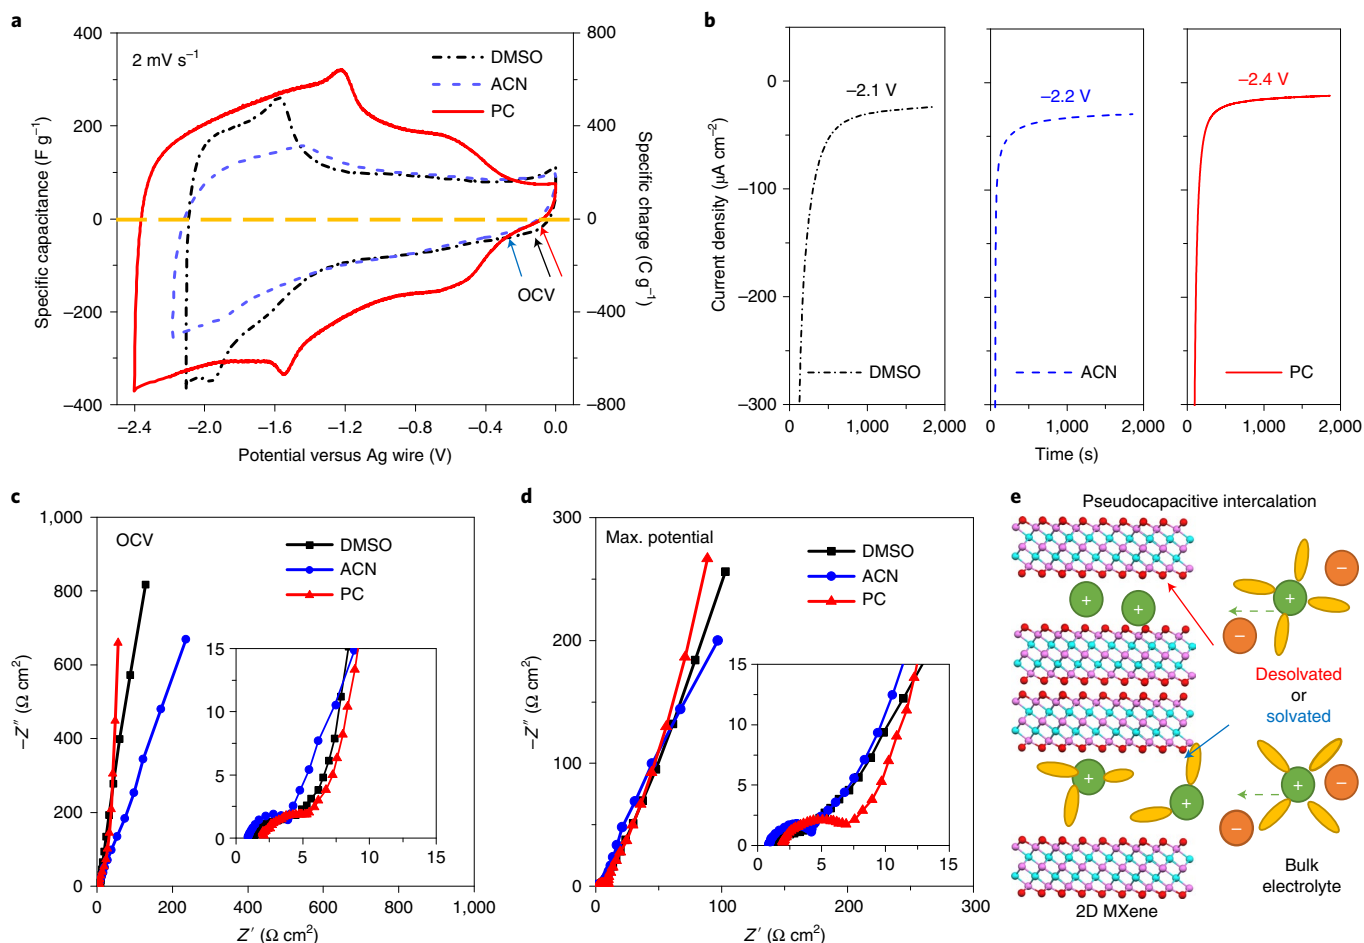 a
2 mV s⁻¹
DMSO
ACN
PC
OCV
400
200
0
−200
−400
Specific capacitance (F g⁻¹)
800
400
0
−400
−800
Specific charge (C g⁻¹)
−2.4 −2.0 −1.6 −1.2 −0.8 −0.4 0.0
Potential versus Ag wire (V)
b
0
−100
−200
−300
Current density (µA cm⁻²)
−2.1 V
−2.2 V
−2.4 V
DMSO
ACN
PC
0 1,000 2,000
0 1,000 2,000
0 1,000 2,000
Time (s)
c
OCV
DMSO
ACN
PC
1,000
800
600
400
200
0
−Z″ (Ω cm²)
15
10
5
0
0 5 10 15
0 200 400 600 800 1,000
Z′ (Ω cm²)
d
Max. potential
DMSO
ACN
PC
300
200
100
0
−Z″ (Ω cm²)
15
10
5
0
0 5 10 15
0 100 200 300
Z′ (Ω cm²)
e
Pseudocapacitive intercalation
+
+
+
−
−
Desolvated
or
solvated
+
+
+
−
−
Bulk
electrolyte
2D MXene